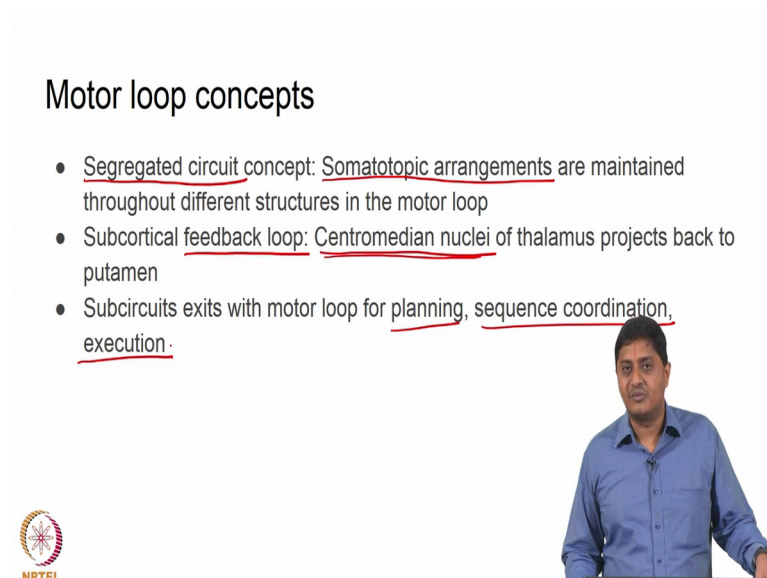 Motor loop concepts
● Segregated circuit concept: Somatotopic arrangements are maintained
throughout different structures in the motor loop
● Subcortical feedback loop: Centromedian nuclei of thalamus projects back to
putamen
● Subcircuits exits with motor loop for planning, sequence coordination,
execution
NPTEL